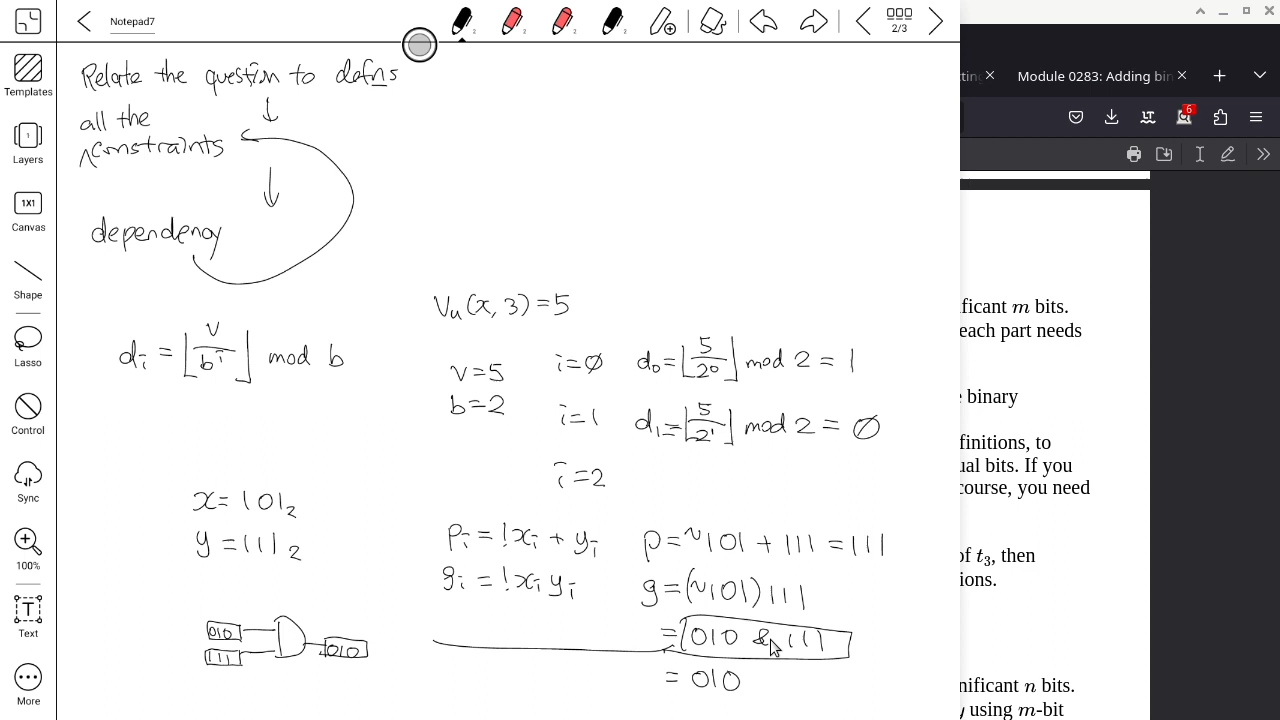 Notepad7
2/3
Templates
Layers
Canvas
Shape
Lasso
Control
Sync
100%
Text
More
Relate the question to defns
all the
constraints
dependency
Vu(x, 3) = 5
di = ⌊v/b^i⌋ mod b
v=5
b=2
i=∅
d0=⌊5/2^0⌋ mod 2 = 1
i=1
d1=⌊5/2^1⌋ mod 2 = ∅
i=2
x=101₂
y=111₂
pi = !xi + yi
p=~101 + 111 = 111
gi = !xi yi
g=(~101)111
= 010 & 111
= 010
010
111
010
ting
Module 0283: Adding bin
6
ficant m bits.
each part needs
binary
finitions, to
ual bits. If you
course, you need
of t₃, then
ions.
nificant n bits.
using m-bit